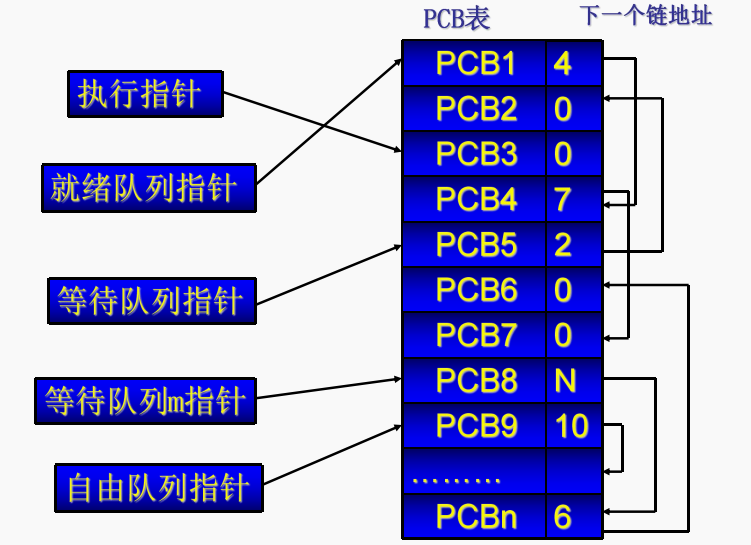 PCB表 下一个链地址
执行指针
就绪队列指针
等待队列指针
等待队列m指针
自由队列指针
PCB1 4
PCB2 0
PCB3 0
PCB4 7
PCB5 2
PCB6 0
PCB7 0
PCB8 N
PCB9 10
………
PCBn 6